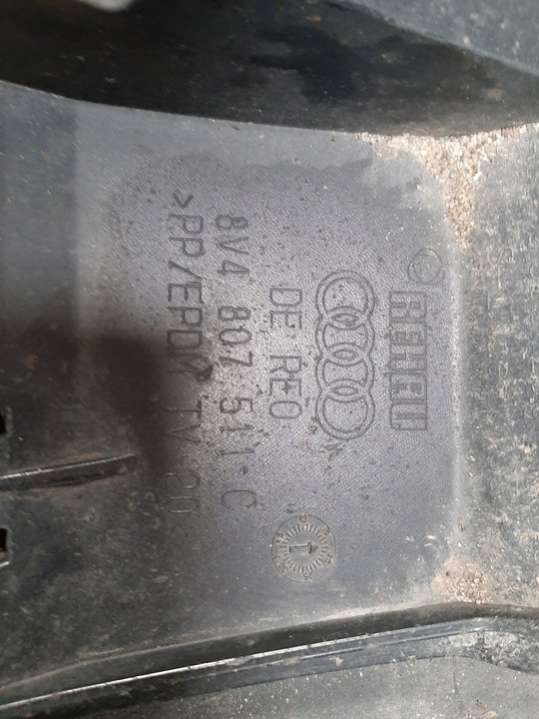 REHAU
DE REO
8V4 807 511 C
>PP/EPDM TV 20